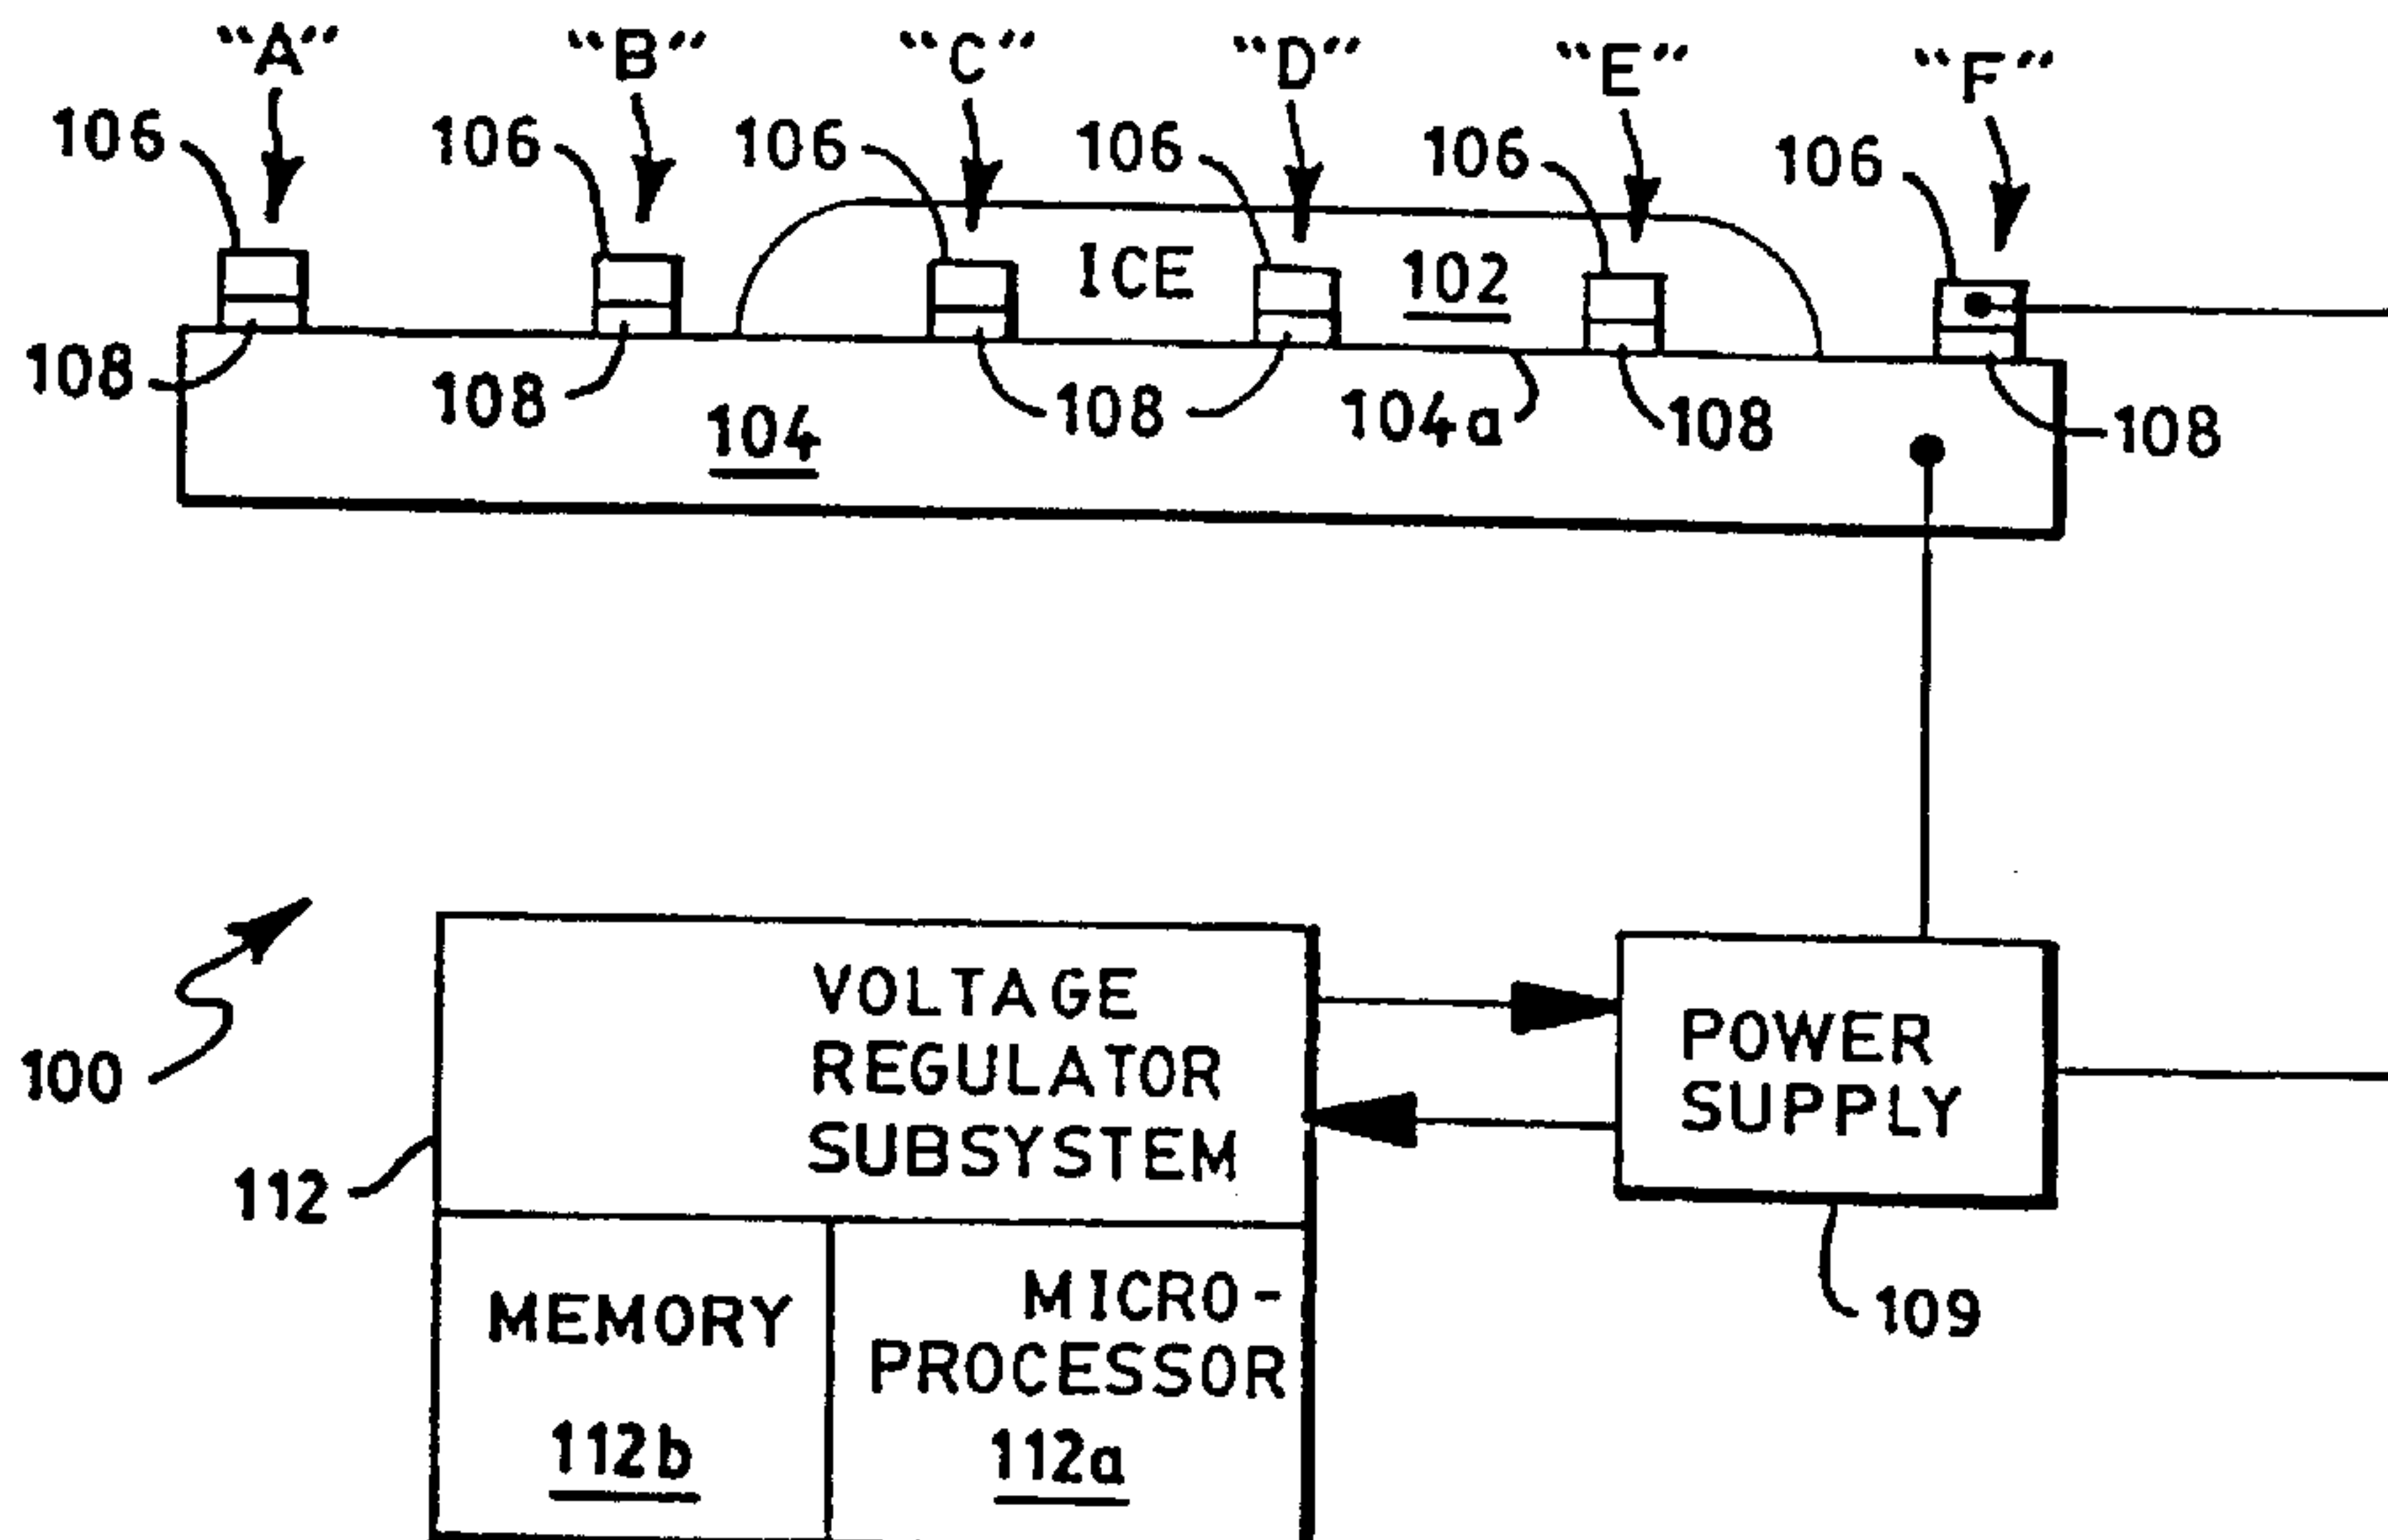 “A” “B” “C” “D” “E” “F”
106 106 106 106 106 106
ICE 102
108 108 104 108 104a 108 108
100
VOLTAGE
REGULATOR
SUBSYSTEM
POWER
SUPPLY
112
109
MEMORY
112b
MICRO-
PROCESSOR
112a